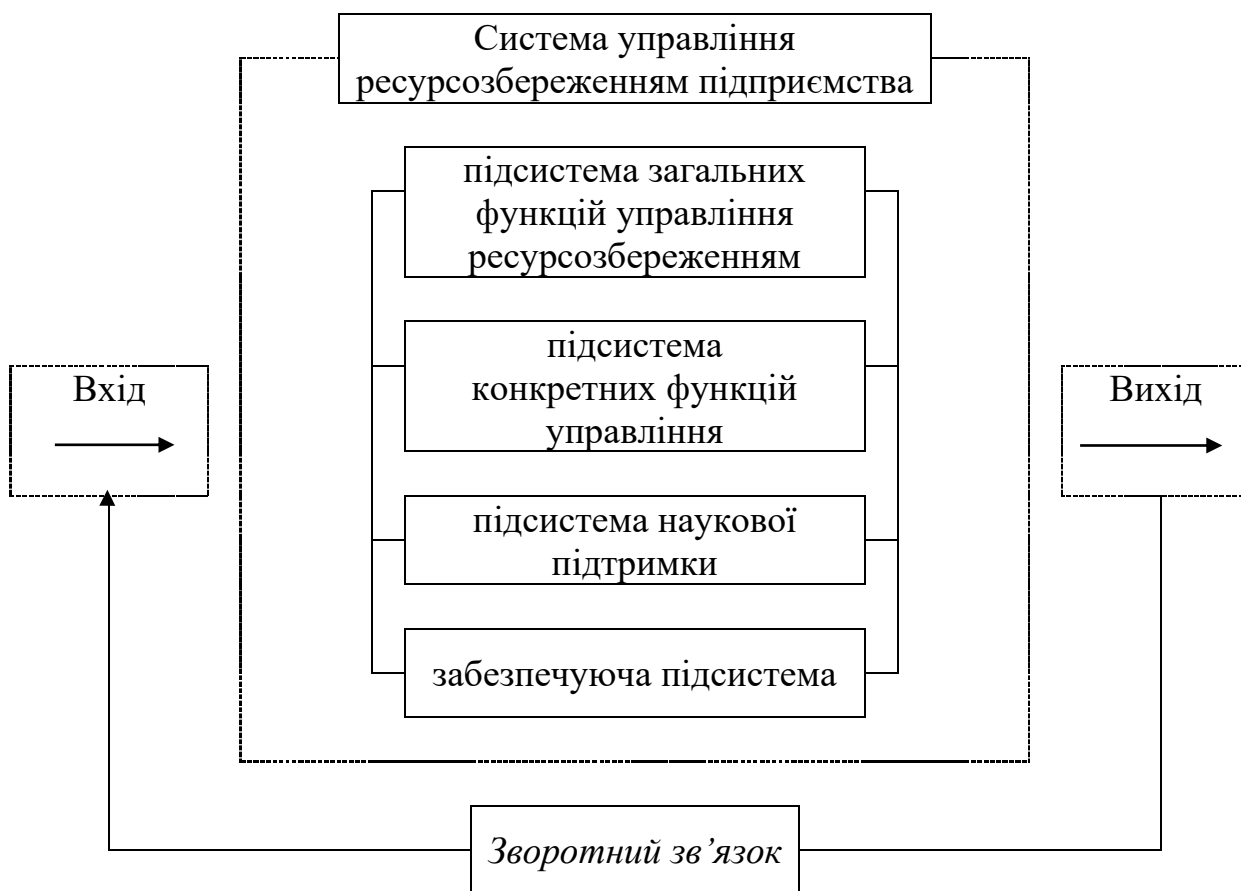 Система управління
ресурсозбереженням підприємства
підсистема загальних
функцій управління
ресурсозбереженням
підсистема
конкретних функцій
управління
Вхід
Вихід
підсистема наукової
підтримки
забезпечуюча підсистема
Зворотний зв’язок